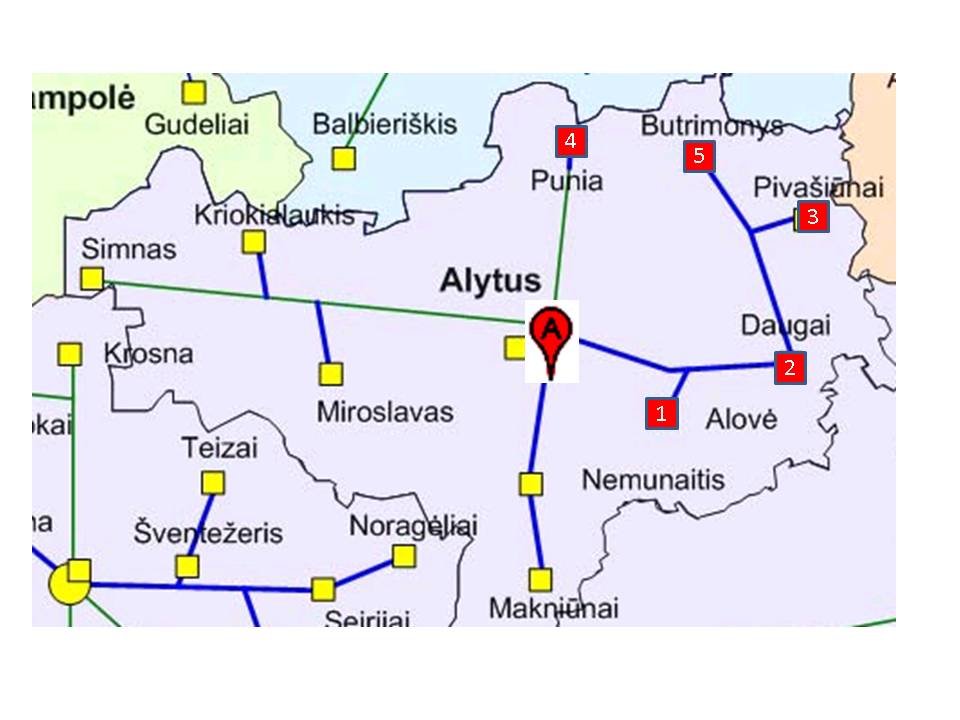 ampolė
Gudeliai
Balbieriškis
Butrimonys
4
5
Punia
Pivašiūnai
3
Kriokialaukis
Simnas
Alytus
A
Daugai
Krosna
2
Miroslavas
1
Alovė
okai
Teizai
Nemunaitis
na
Šventežeris
Noragėliai
Makniūnai
Seirijai